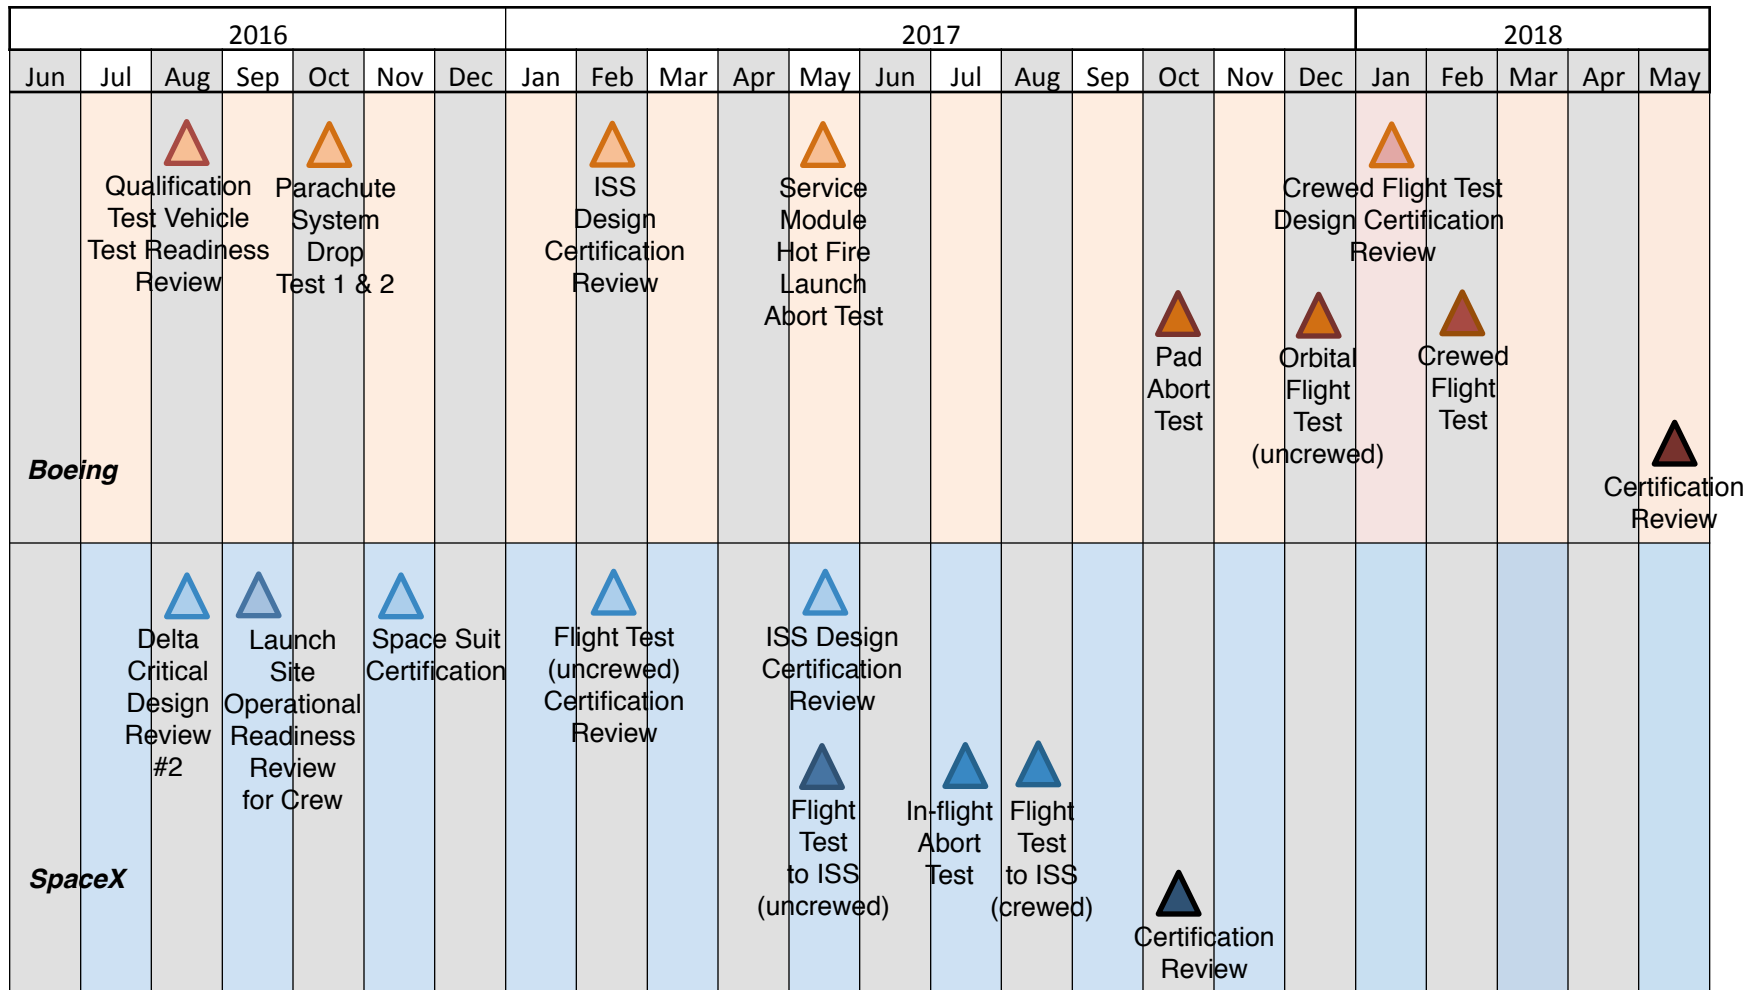 2016 2017 2018
Jun Jul Aug Sep Oct Nov Dec Jan Feb Mar Apr May Jun Jul Aug Sep Oct Nov Dec Jan Feb Mar Apr May
Qualification
Test Vehicle
Test Readiness
Review
Parachute
System
Drop
Test 1 & 2
ISS
Design
Certification
Review
Service
Module
Hot Fire
Launch
Abort Test
Crewed Flight Test
Design Certification
Review
Pad
Abort
Test
Orbital
Flight
Test
(uncrewed)
Crewed
Flight
Test
Boeing
Certification
Review
Delta
Critical
Design
Review
#2
Launch
Site
Operational
Readiness
Review
for Crew
Space Suit
Certification
Flight Test
(uncrewed)
Certification
Review
ISS Design
Certification
Review
Flight
Test
to ISS
(uncrewed)
In-flight
Abort
Test
Flight
Test
to ISS
(crewed)
SpaceX
Certification
Review